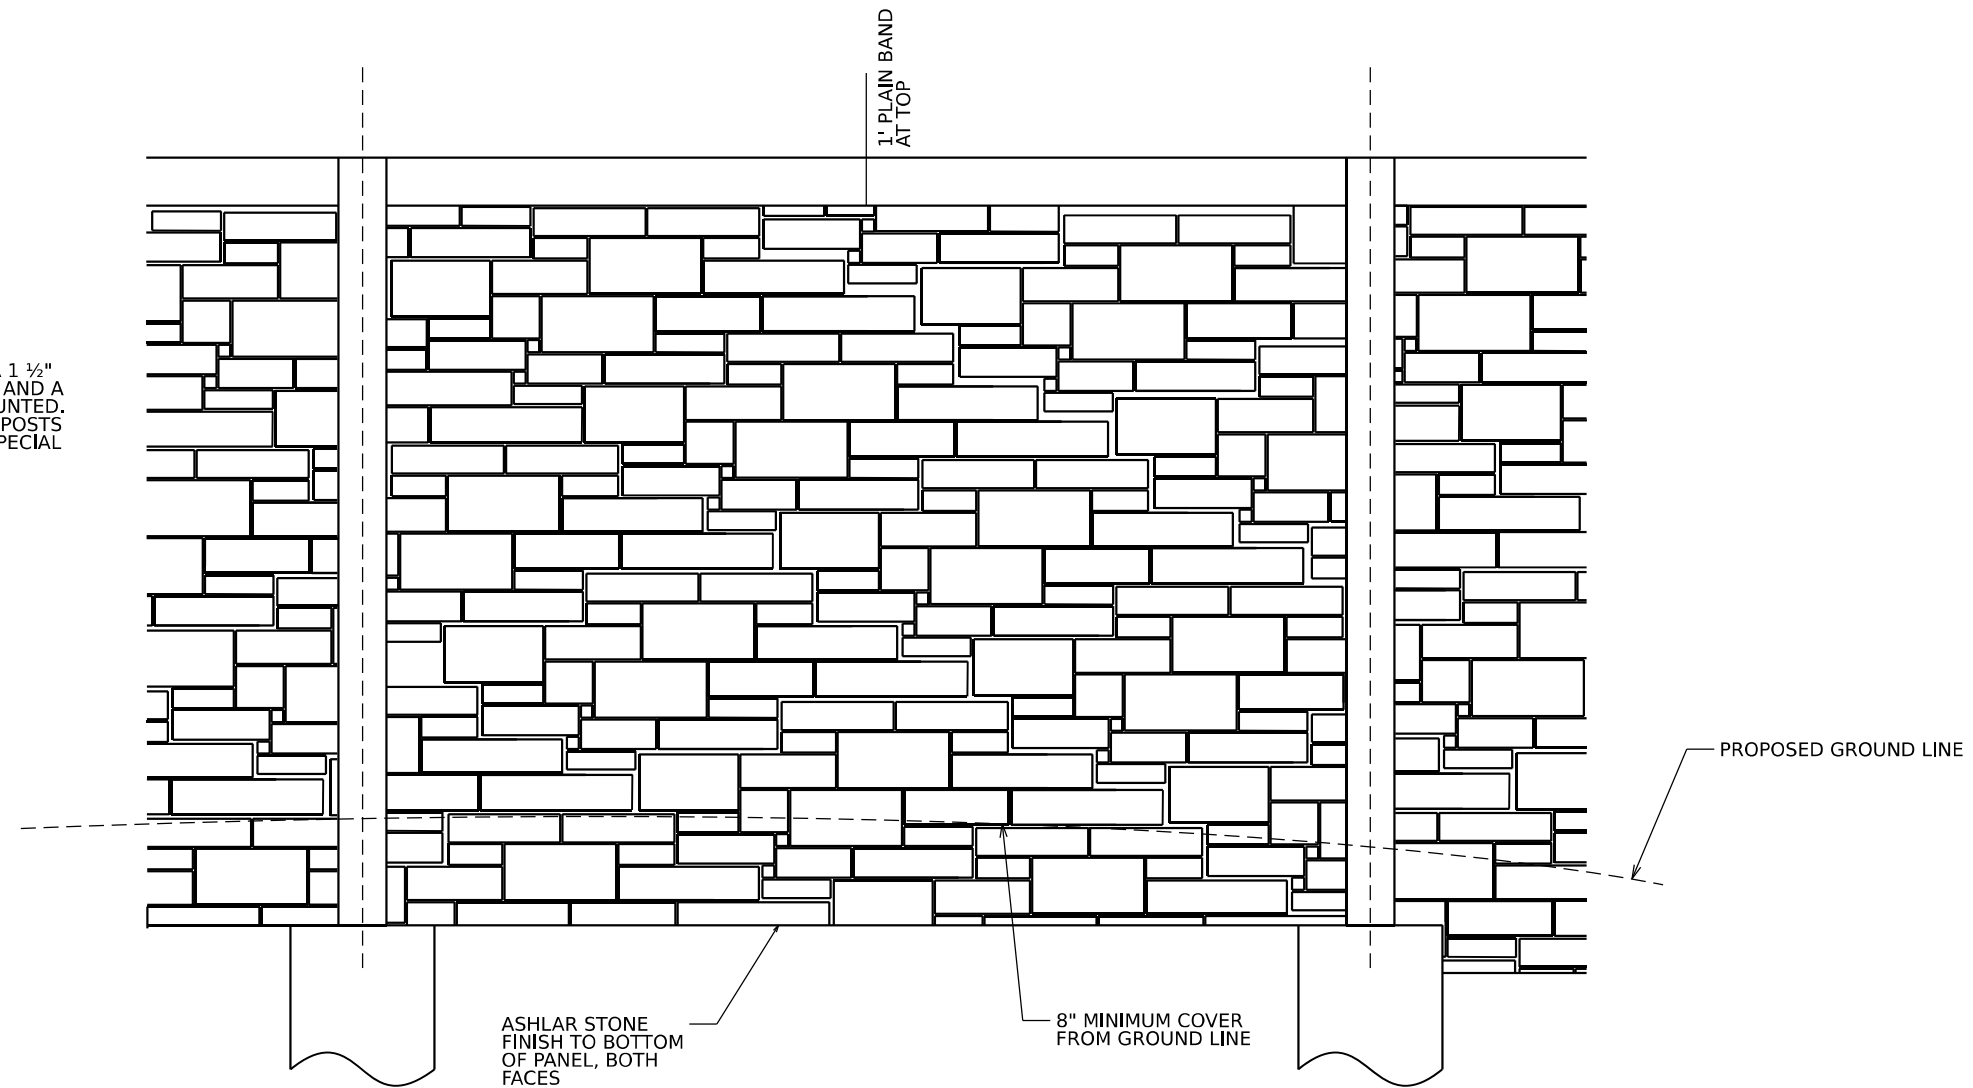 1' PLAIN BAND
AT TOP
1 ½"
AND A
UNTED.
POSTS
PECIAL
PROPOSED GROUND LINE
ASHLAR STONE
FINISH TO BOTTOM
OF PANEL, BOTH
FACES
8" MINIMUM COVER
FROM GROUND LINE